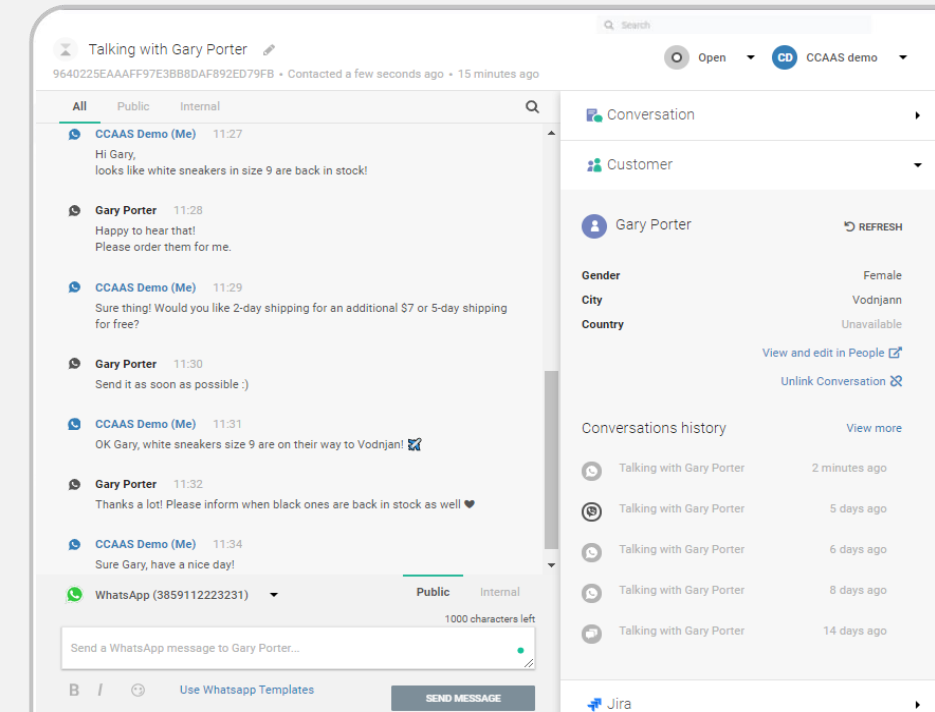 Search
Talking with Gary Porter
9640225EAAAFF97E3BB8DAF892ED79FB • Contacted a few seconds ago • 15 minutes ago
Open
CD CCAAS demo
All Public Internal
CCAAS Demo (Me) 11:27
Hi Gary,
looks like white sneakers in size 9 are back in stock!
Gary Porter 11:28
Happy to hear that!
Please order them for me.
CCAAS Demo (Me) 11:29
Sure thing! Would you like 2-day shipping for an additional $7 or 5-day shipping
for free?
Gary Porter 11:30
Send it as soon as possible :)
CCAAS Demo (Me) 11:31
OK Gary, white sneakers size 9 are on their way to Vodnjan!
Gary Porter 11:32
Thanks a lot! Please inform when black ones are back in stock as well ❤
CCAAS Demo (Me) 11:34
Sure Gary, have a nice day!
WhatsApp (3859112223231)
Public Internal
1000 characters left
Send a WhatsApp message to Gary Porter...
B I Use Whatsapp Templates
SEND MESSAGE
Conversation
Customer
Gary Porter
REFRESH
Gender Female
City Vodnjann
Country Unavailable
View and edit in People
Unlink Conversation
Conversations history View more
Talking with Gary Porter 2 minutes ago
Talking with Gary Porter 5 days ago
Talking with Gary Porter 6 days ago
Talking with Gary Porter 8 days ago
Talking with Gary Porter 14 days ago
Jira